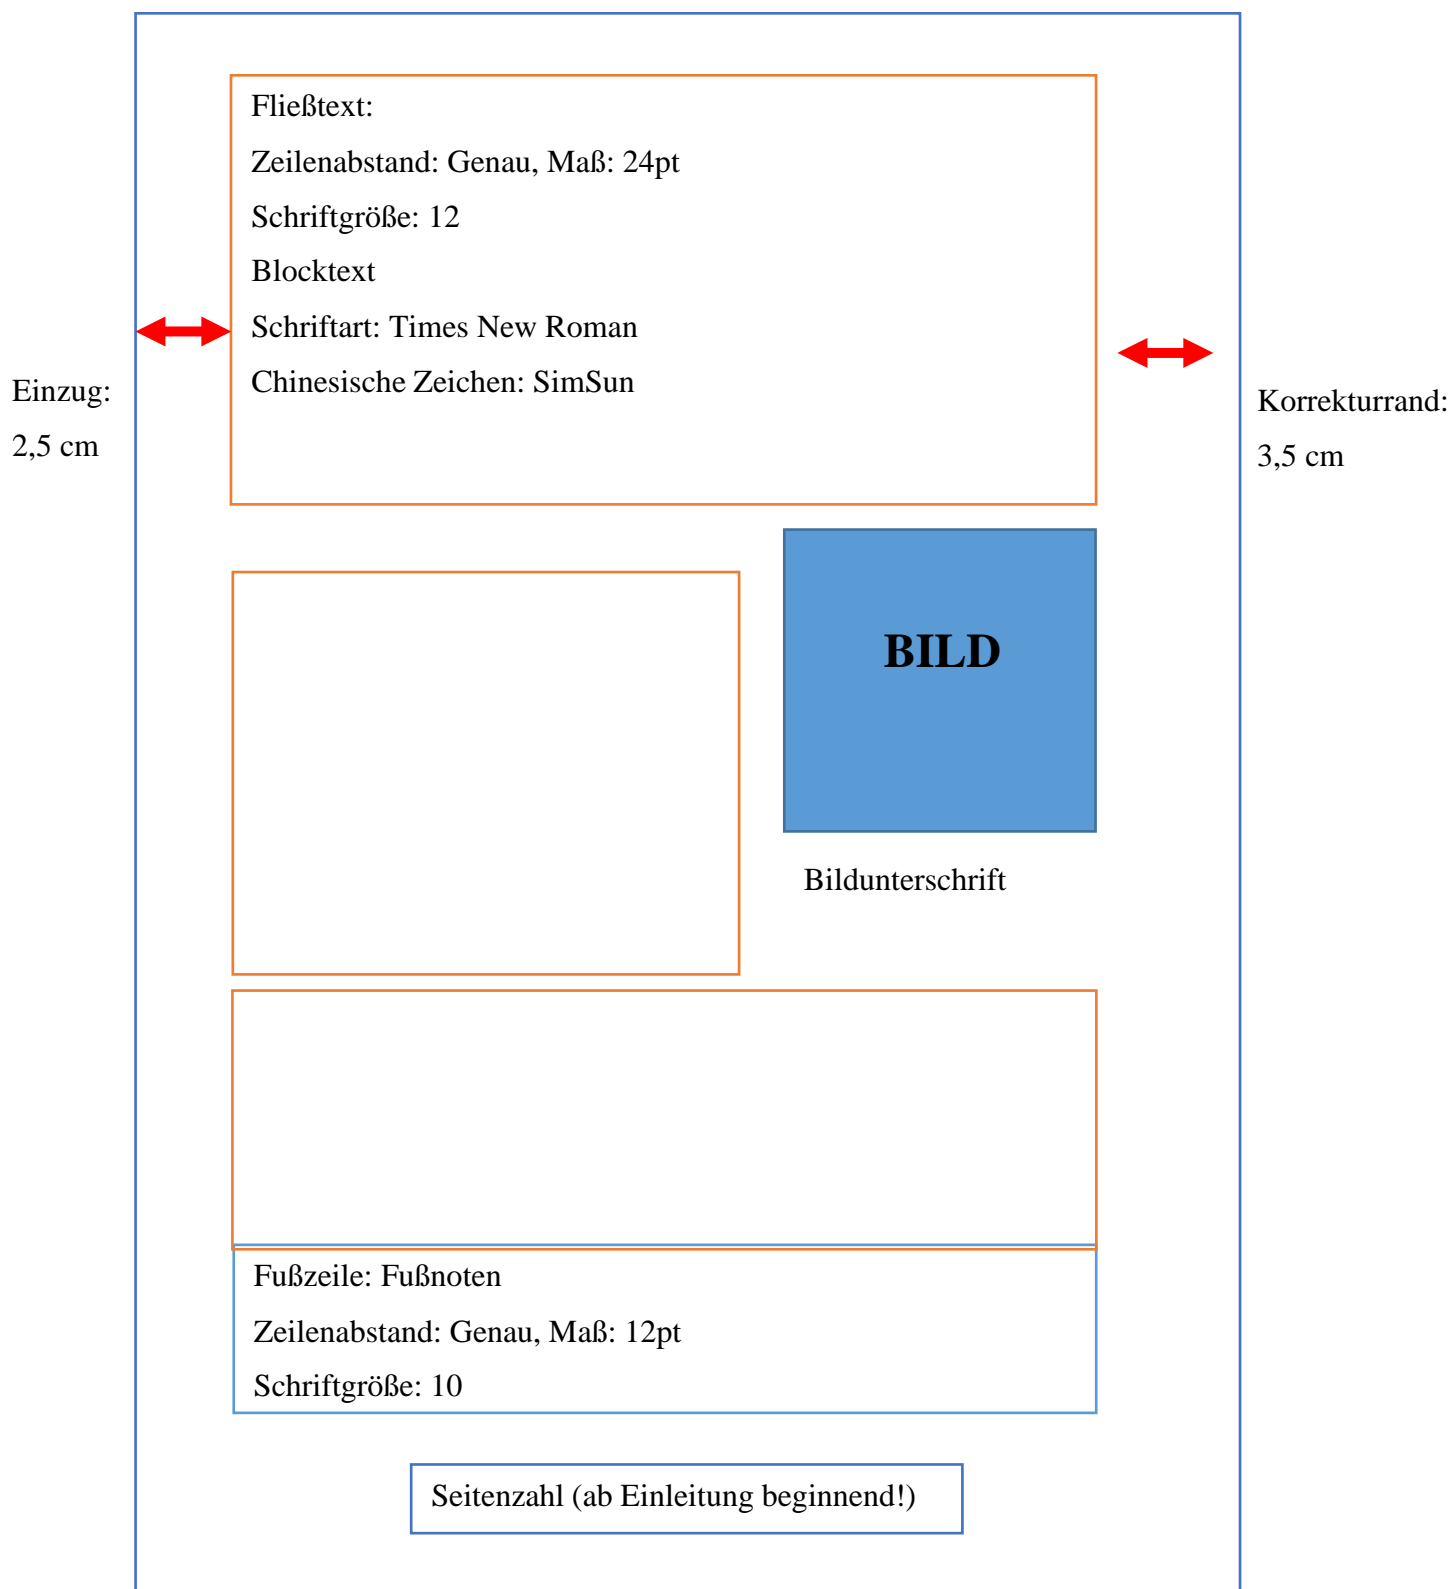 Fließtext:
Zeilenabstand: Genau, Maß: 24pt
Schriftgröße: 12
Blocktext
Schriftart: Times New Roman
Chinesische Zeichen: SimSun
Einzug:
2,5 cm
Korrekturrand:
3,5 cm
BILD
Bildunterschrift
Fußzeile: Fußnoten
Zeilenabstand: Genau, Maß: 12pt
Schriftgröße: 10
Seitenzahl (ab Einleitung beginnend!)